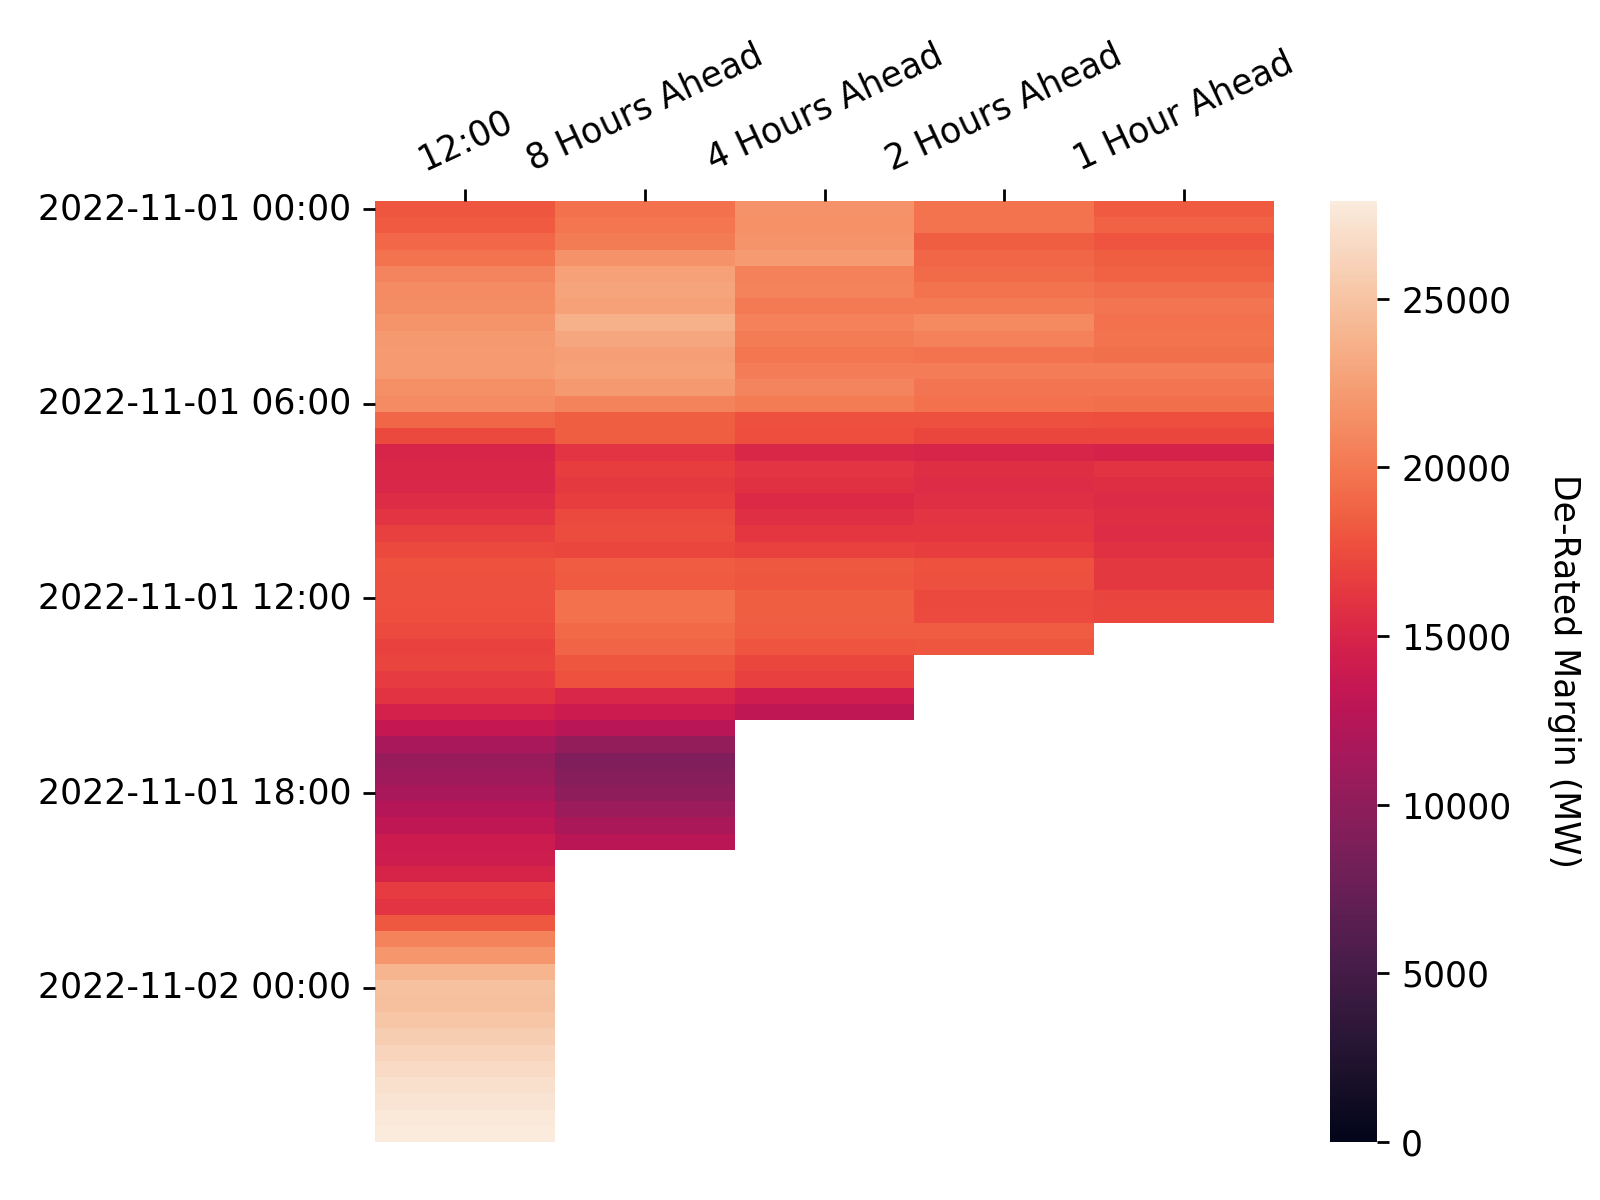 12:00
8 Hours Ahead
4 Hours Ahead
2 Hours Ahead
1 Hour Ahead
2022-11-01 00:00
2022-11-01 06:00
2022-11-01 12:00
2022-11-01 18:00
2022-11-02 00:00
25000
20000
15000
10000
5000
0
De-Rated Margin (MW)